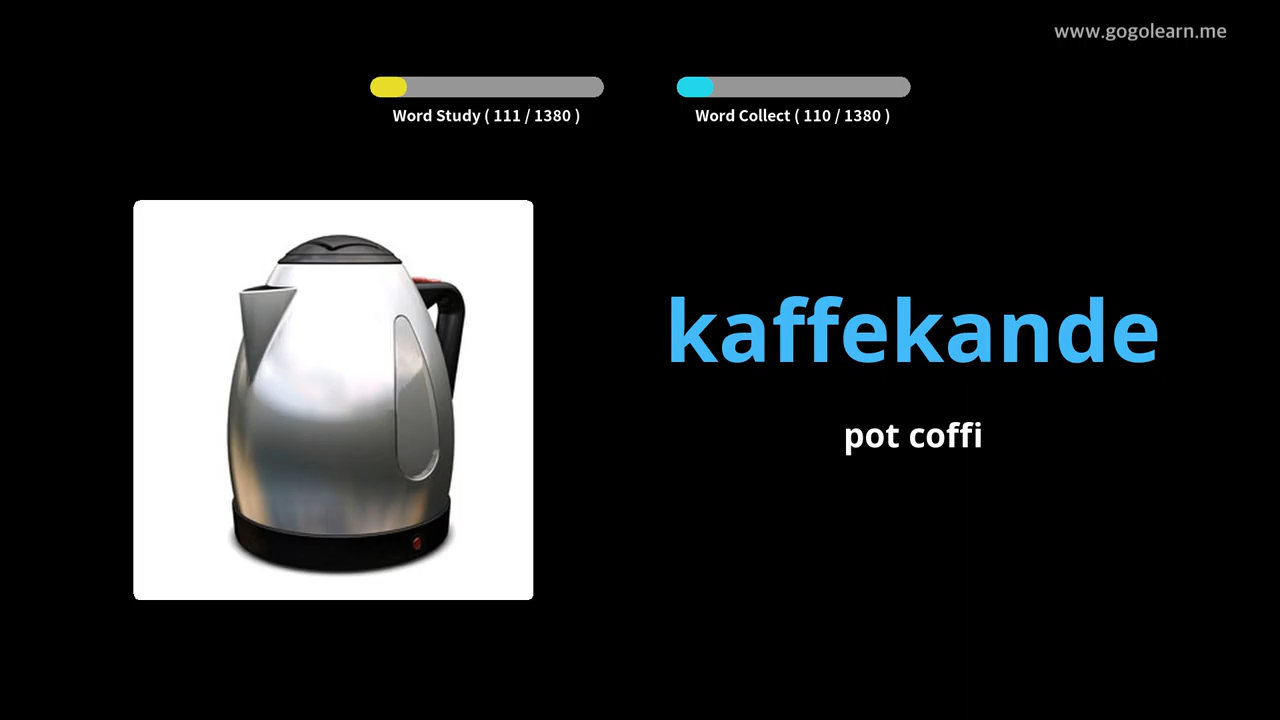 www.gogolearn.me
Word Study ( 111 / 1380 )
Word Collect ( 110 / 1380 )
kaffekande
pot coffi